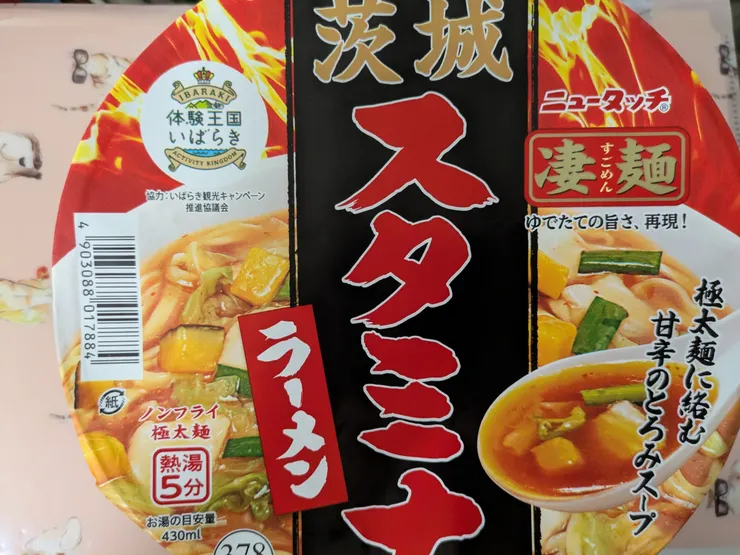 茨城
スタミナ
ラーメン
IBARAKI
体験王国
いばらき
ACTIVITY KINGDOM
協力:いばらき観光キャンペーン
推進協議会
4 903088 017884
紙
ノンフライ
極太麺
熱湯
5分
お湯の目安量
430ml
378
ニュータッチ®
凄麺
すごめん
ゆでたての旨さ、再現!
極太麺に絡む
甘辛のとろみスープ